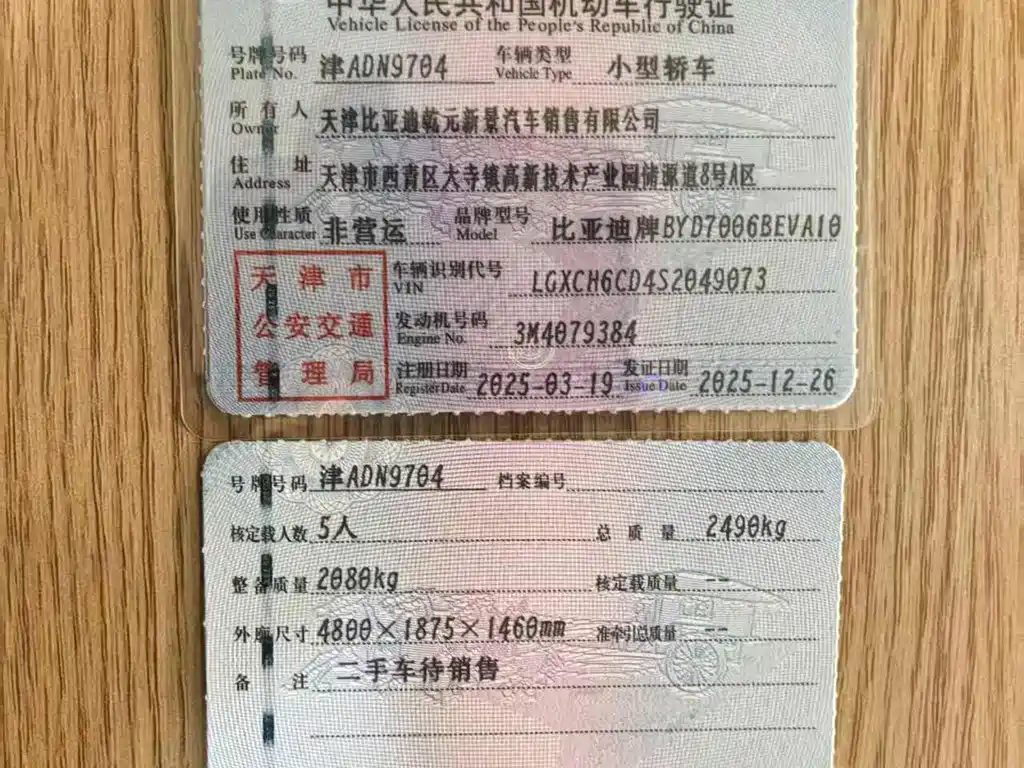 中华人民共和国机动车行驶证
Vehicle License of the People's Republic of China
号牌号码 Plate No. 津ADN9704 车辆类型 Vehicle Type 小型轿车
所有人 Owner 天津比亚迪乾元新景汽车销售有限公司
住址 Address 天津市西青区大寺镇高新技术产业园储源道8号A区
使用性质 Use Character 非营运 品牌型号 Model 比亚迪牌BYD7006BEVA10
天津市公安交通管理局
车辆识别代号 VIN LGXCH6CD4S2049073
发动机号码 Engine No. 3M4079384
注册日期 Register Date 2025-03-19 发证日期 Issue Date 2025-12-26
号牌号码 津ADN9704 档案编号
核定载人数 5人 总质量 2490kg
整备质量 2080kg 核定载质量 --
外廓尺寸 4800×1875×1460mm 准牵引总质量 --
备注 二手车待销售